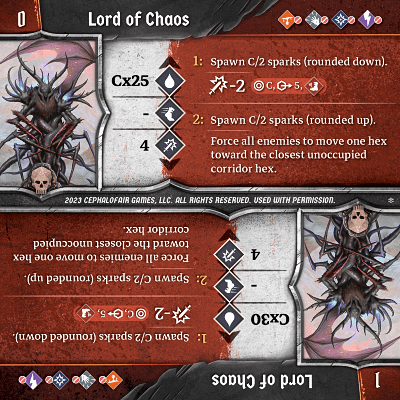 0
Lord of Chaos
Cx25
-
4
1: Spawn C/2 sparks (rounded down).
-2 C, 5,
2: Spawn C/2 sparks (rounded up).
Force all enemies to move one hex
toward the closest unoccupied
corridor hex.
2023 CEPHALOFAIR GAMES, LLC. ALL RIGHTS RESERVED. USED WITH PERMISSION.
1
Lord of Chaos
Cx30
-
4
1: Spawn C/2 sparks (rounded down).
-2 C, 5,
2: Spawn C/2 sparks (rounded up).
Force all enemies to move one hex
toward the closest unoccupied
corridor hex.